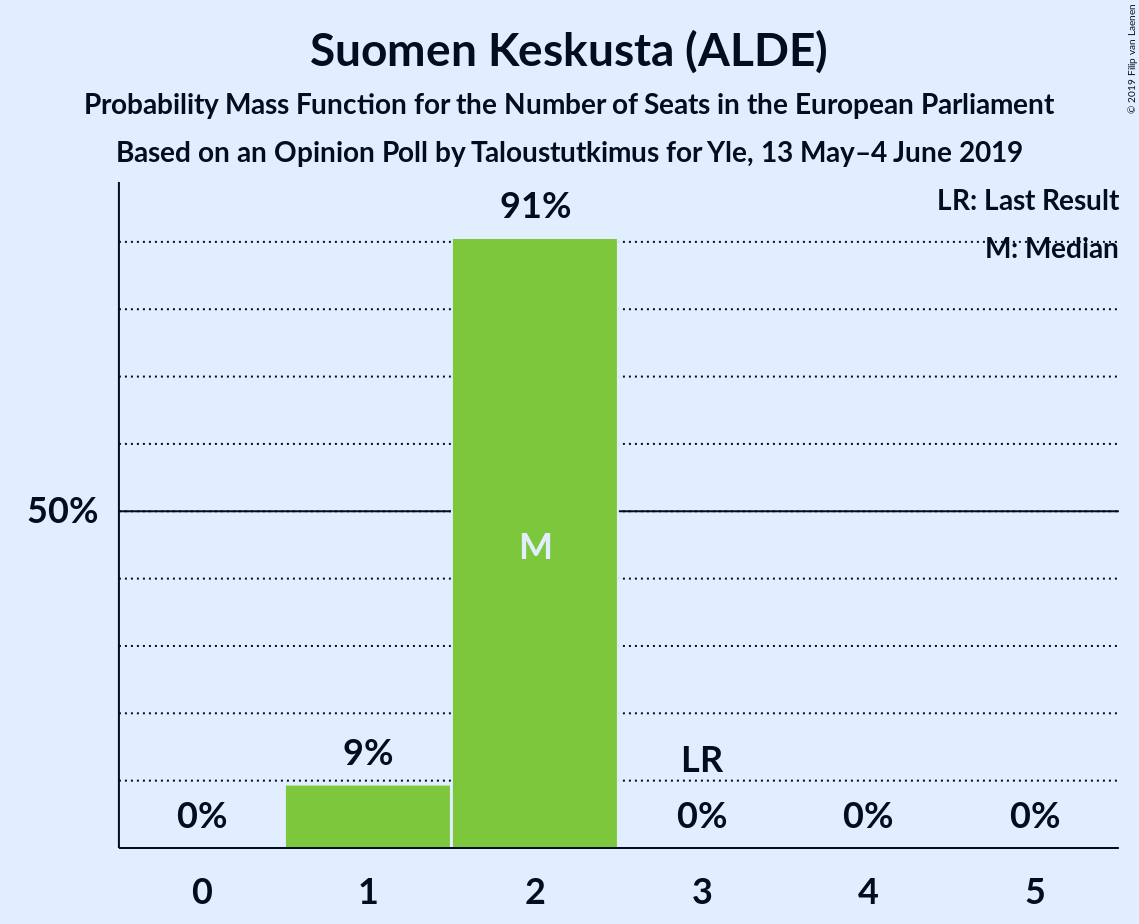 Suomen Keskusta (ALDE)
Probability Mass Function for the Number of Seats in the European Parliament
Based on an Opinion Poll by Taloustutkimus for Yle, 13 May–4 June 2019
© 2019 Filip van Laenen
LR: Last Result
M: Median
91%
50%
M
9%
LR
0%
0%
0%
0%
0 1 2 3 4 5